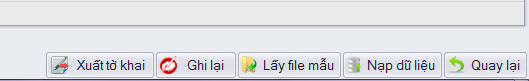 Xuất tờ khai Ghi lại Lấy file mẫu Nạp dữ liệu Quay lại